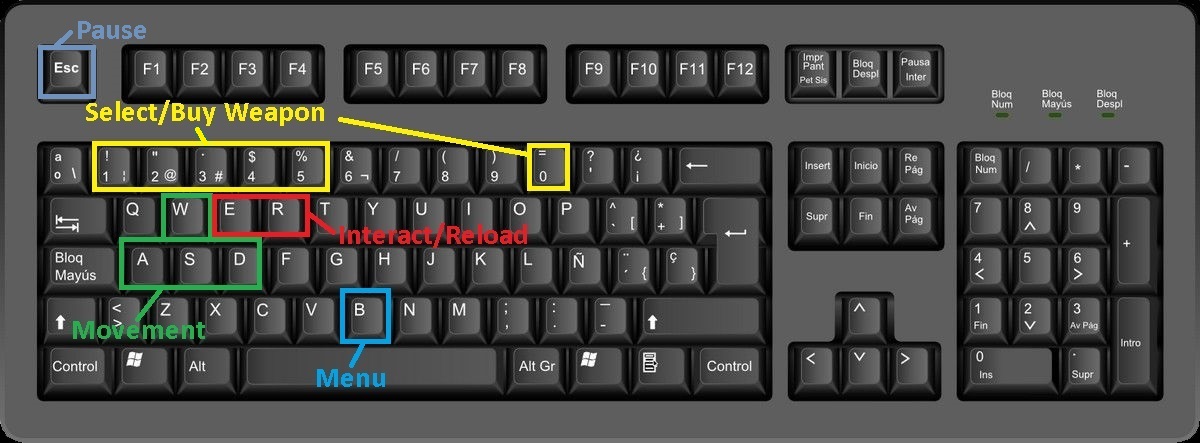 Pause
Esc F1 F2 F3 F4 F5 F6 F7 F8 F9 F10 F11 F12 Impr Pant Pet Sis Bloq Despl Pausa Inter
Bloq Num Bloq Mayús Bloq Despl
Select/Buy Weapon
a o \ ! 1 ¦ " 2 @ · 3 # $ 4 % 5 & 6 ¬ / 7 ( 8 ) 9 = 0 ? ' ¿ ¡ ← Insert Inicio Re Pág Bloq Num / * -
Q W E R T Y U I O P ^ ` [ * + ] Supr Fin Av Pág 7 8 9 +
Interact/Reload
Bloq Mayús A S D F G H J K L Ñ ¨ ´ { ç } 4 5 6
< > Z X C V B N M ; , : . _ - 1 Fin 2 3 Av Pág Intro
Movement
Control Alt Alt Gr Control 0 Ins . Supr
Menu